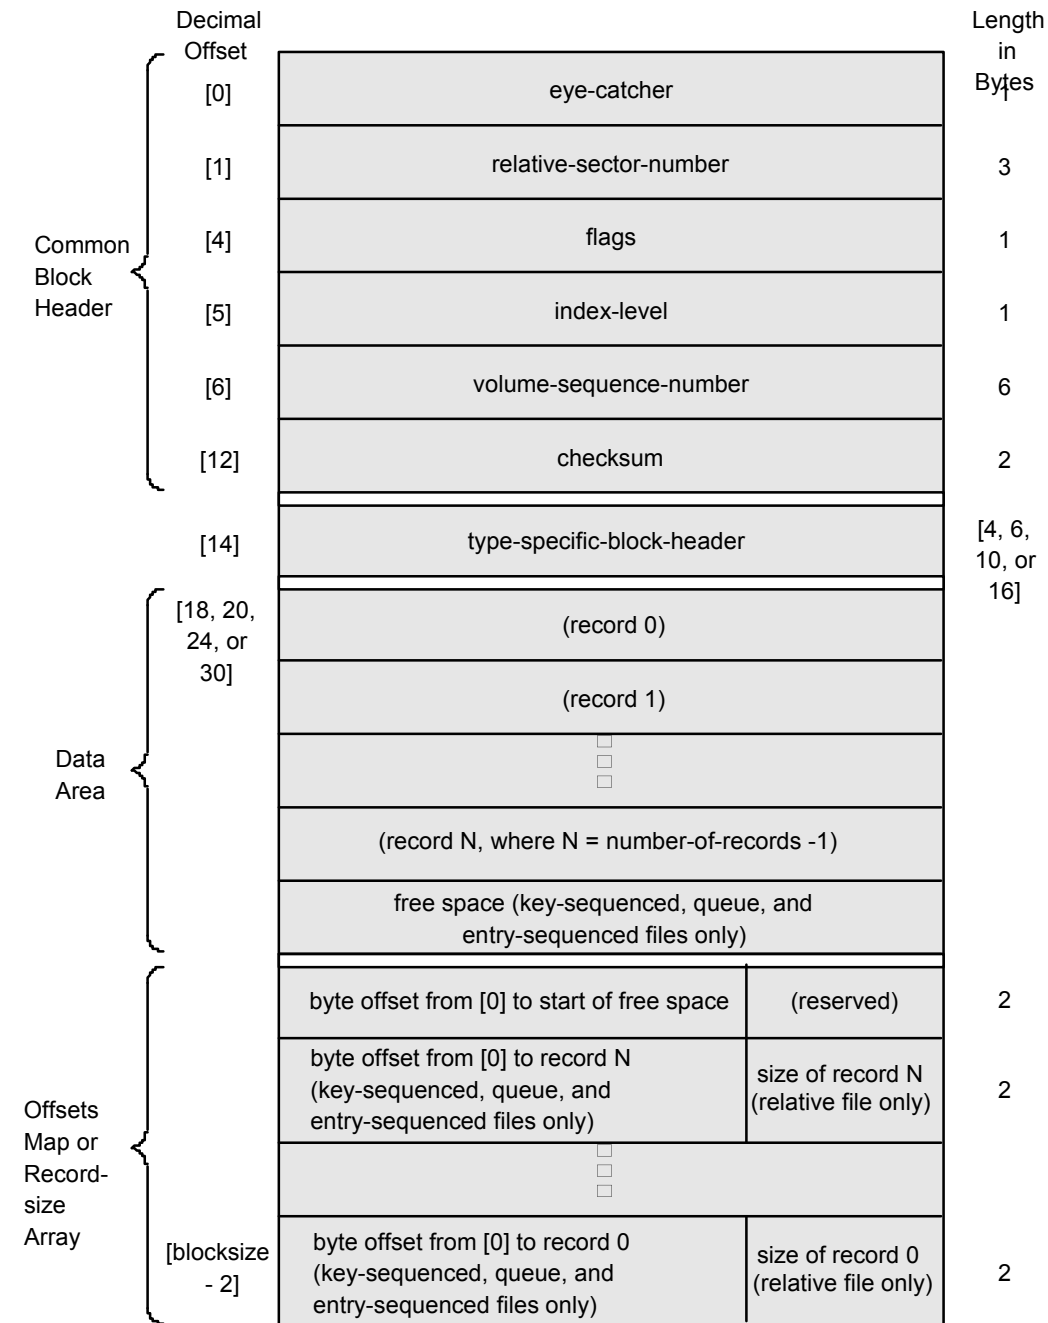 Decimal
Offset
Length
in
Bytes
[0]
eye-catcher
1
[1]
relative-sector-number
3
Common
Block
Header
[4]
flags
1
[5]
index-level
1
[6]
volume-sequence-number
6
[12]
checksum
2
[14]
type-specific-block-header
[4, 6,
10, or
16]
[18, 20,
24, or
30]
(record 0)
(record 1)
Data
Area
(record N, where N = number-of-records -1)
free space (key-sequenced, queue, and
entry-sequenced files only)
Offsets
Map or
Record-
size
Array
byte offset from [0] to start of free space
(reserved)
2
byte offset from [0] to record N
(key-sequenced, queue, and
entry-sequenced files only)
size of record N
(relative file only)
2
[blocksize
- 2]
byte offset from [0] to record 0
(key-sequenced, queue, and
entry-sequenced files only)
size of record 0
(relative file only)
2